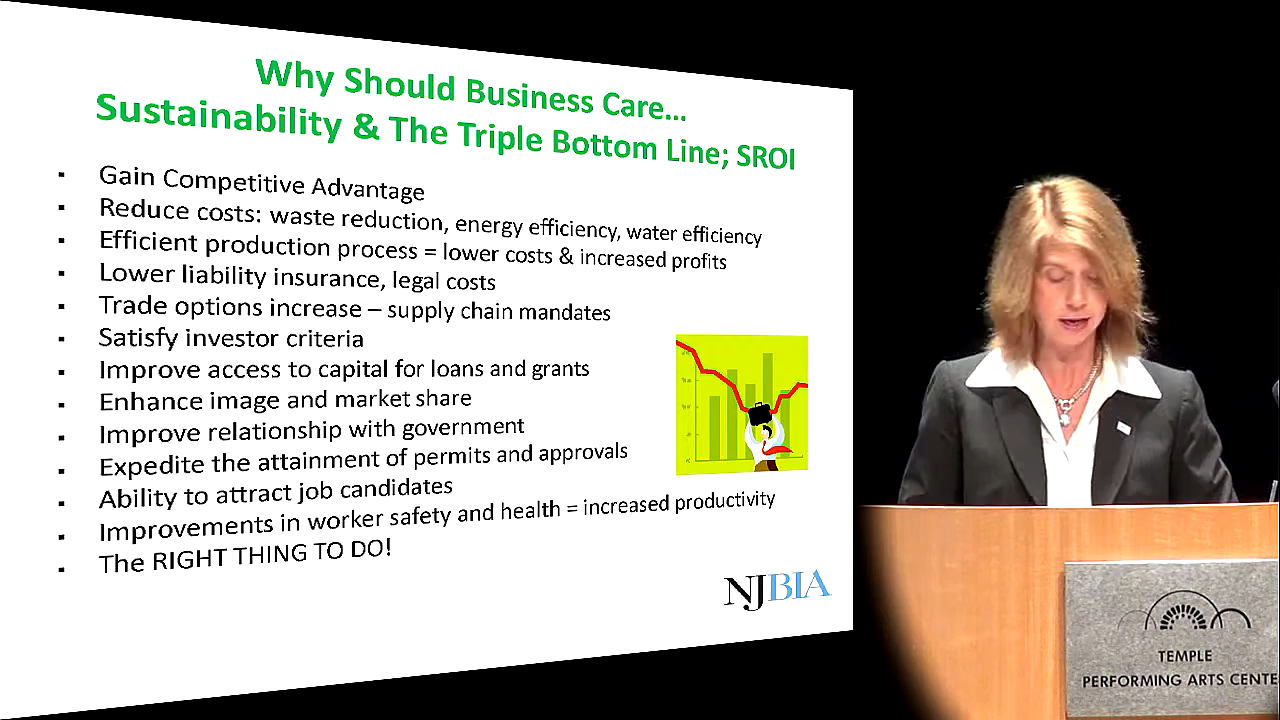 Why Should Business Care...
Sustainability & The Triple Bottom Line; SROI
▪ Gain Competitive Advantage
▪ Reduce costs: waste reduction, energy efficiency, water efficiency
▪ Efficient production process = lower costs & increased profits
▪ Lower liability insurance, legal costs
▪ Trade options increase – supply chain mandates
▪ Satisfy investor criteria
▪ Improve access to capital for loans and grants
▪ Enhance image and market share
▪ Improve relationship with government
▪ Expedite the attainment of permits and approvals
▪ Ability to attract job candidates
▪ Improvements in worker safety and health = increased productivity
▪ The RIGHT THING TO DO!
NJBIA
TEMPLE
PERFORMING ARTS CENTE